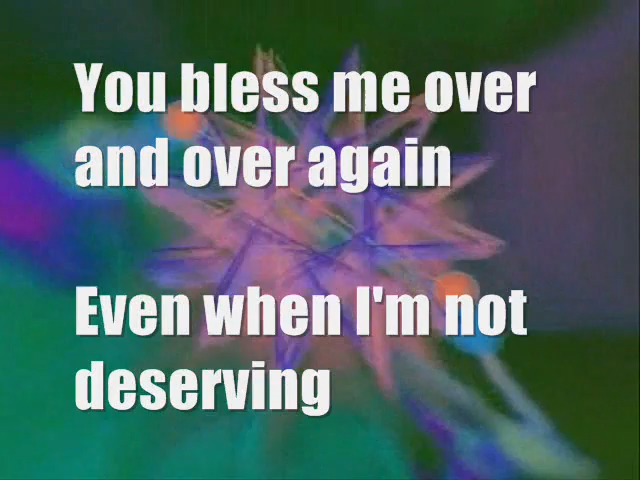 You bless me over
and over again
Even when I'm not
deserving